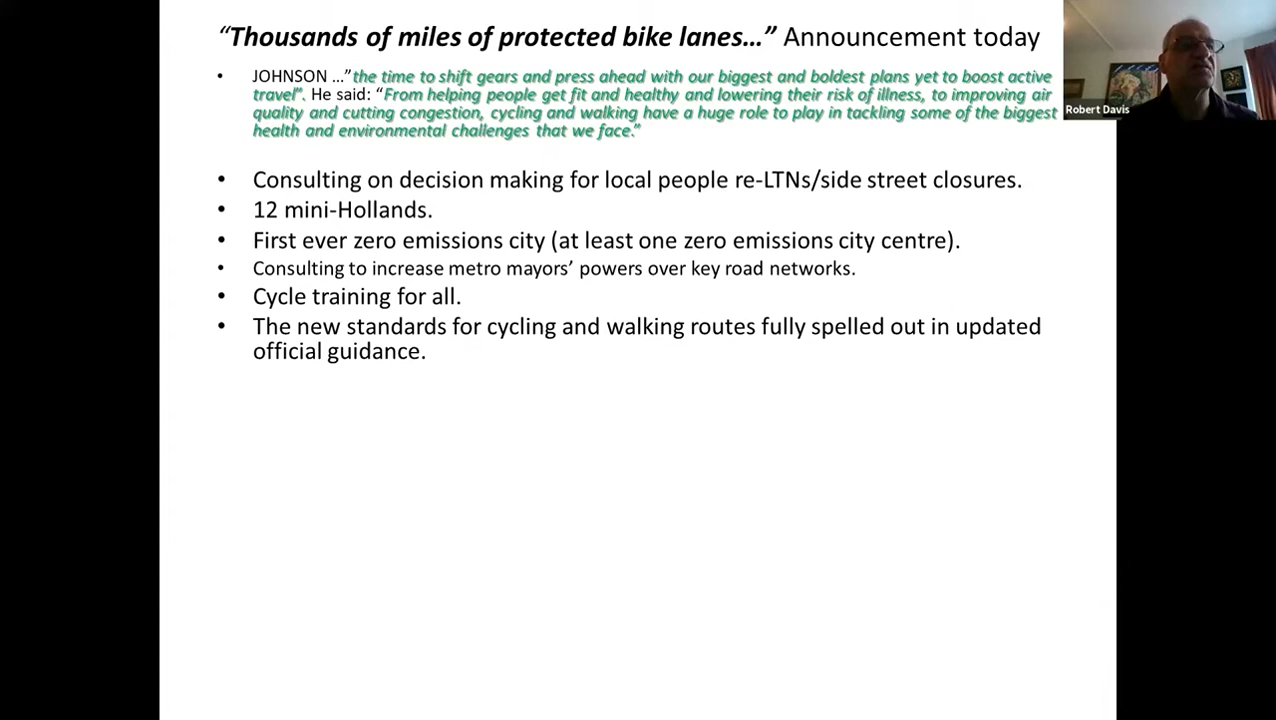 “Thousands of miles of protected bike lanes…” Announcement today
• JOHNSON …”the time to shift gears and press ahead with our biggest and boldest plans yet to boost active
travel”. He said: “From helping people get fit and healthy and lowering their risk of illness, to improving air
quality and cutting congestion, cycling and walking have a huge role to play in tackling some of the biggest
health and environmental challenges that we face.”
• Consulting on decision making for local people re-LTNs/side street closures.
• 12 mini-Hollands.
• First ever zero emissions city (at least one zero emissions city centre).
• Consulting to increase metro mayors’ powers over key road networks.
• Cycle training for all.
• The new standards for cycling and walking routes fully spelled out in updated
official guidance.
Robert Davis